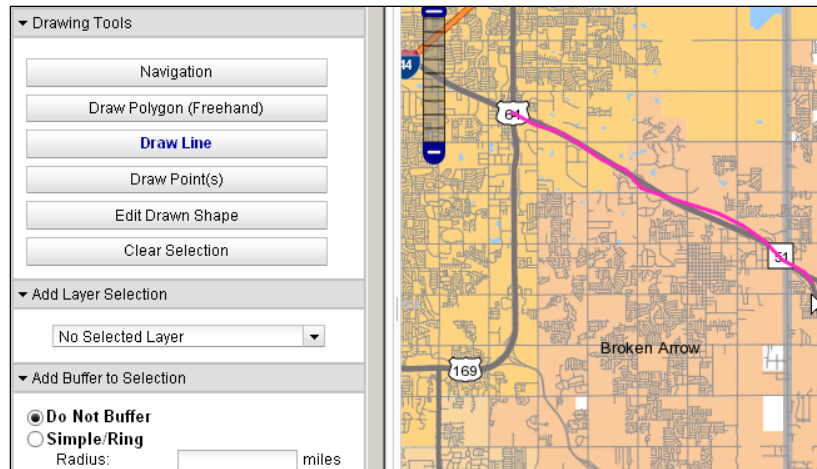 Drawing Tools
Navigation
Draw Polygon (Freehand)
Draw Line
Draw Point(s)
Edit Drawn Shape
Clear Selection
Add Layer Selection
No Selected Layer
Add Buffer to Selection
Do Not Buffer
Simple/Ring
Radius: miles
44
64
51
Broken Arrow
169